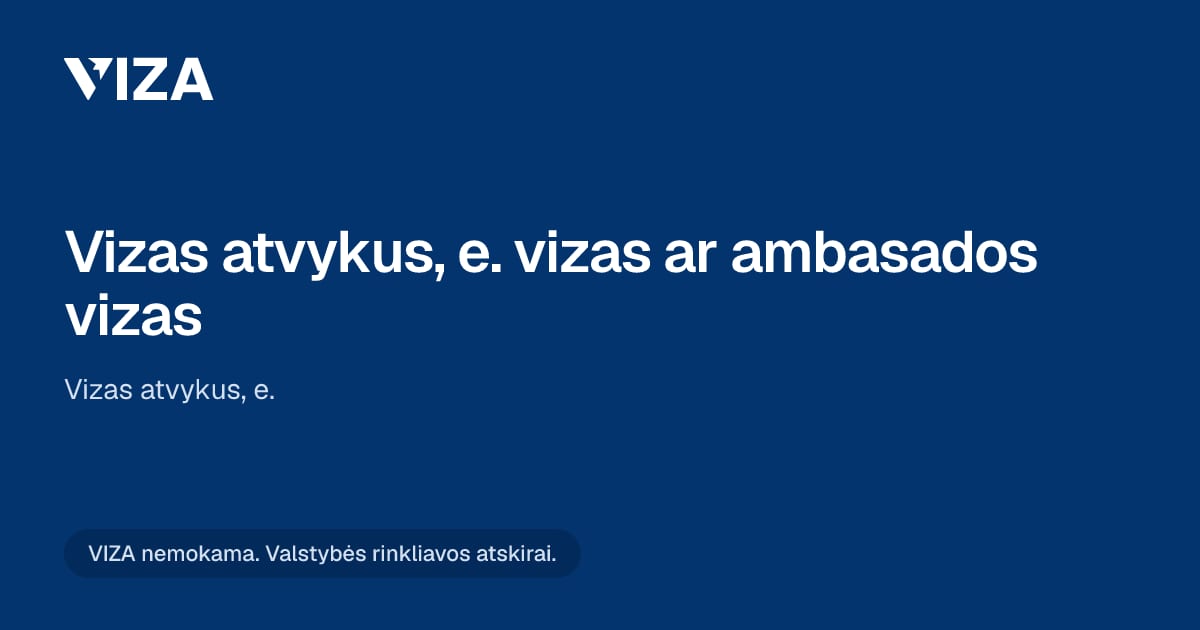 VIZA
Vizas atvykus, e. vizas ar ambasados
vizas
Vizas atvykus, e.
VIZA nemokama. Valstybės rinkliavos atskirai.